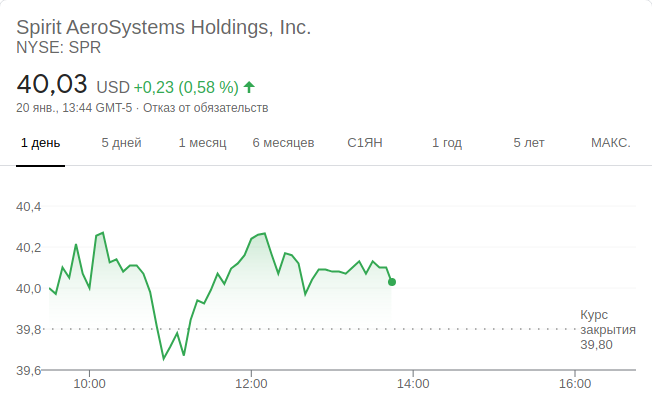 Spirit AeroSystems Holdings, Inc.
NYSE: SPR
40,03 USD +0,23 (0,58 %)
20 янв., 13:44 GMT-5 · Отказ от обязательств
1 день 5 дней 1 месяц 6 месяцев С1ЯН 1 год 5 лет МАКС.
40,4
40,2
40,0
39,8
39,6
Курс
закрытия
39,80
10:00 12:00 14:00 16:00